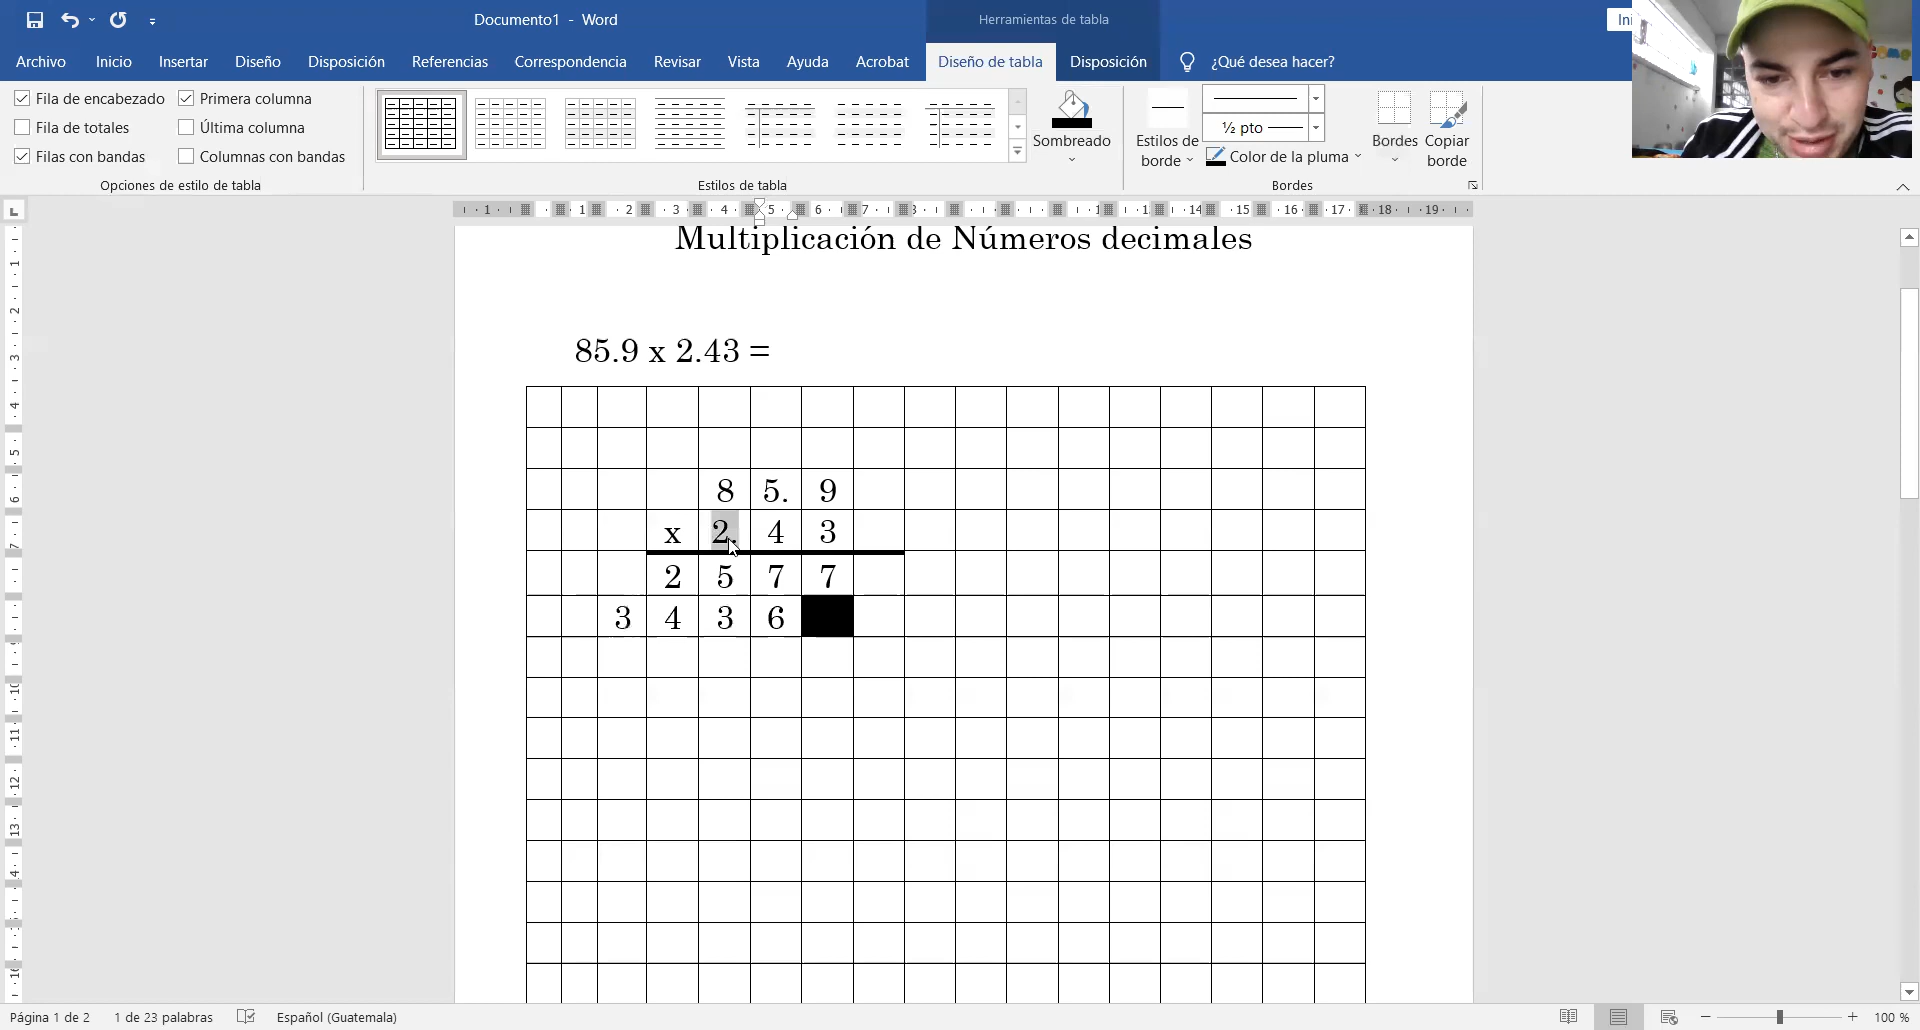 Documento1 - Word
Herramientas de tabla
Archivo Inicio Insertar Diseño Disposición Referencias Correspondencia Revisar Vista Ayuda Acrobat Diseño de tabla Disposición ¿Qué desea hacer?
Fila de encabezado Primera columna
Fila de totales Última columna
Filas con bandas Columnas con bandas
Opciones de estilo de tabla
Estilos de tabla
Sombreado
Estilos de borde
½ pto
Color de la pluma
Bordes
Copiar borde
Bordes
Multiplicación de Números decimales
85.9 x 2.43 =
8 5. 9
x 2. 4 3
2 5 7 7
3 4 3 6
Página 1 de 2 1 de 23 palabras Español (Guatemala) 100 %